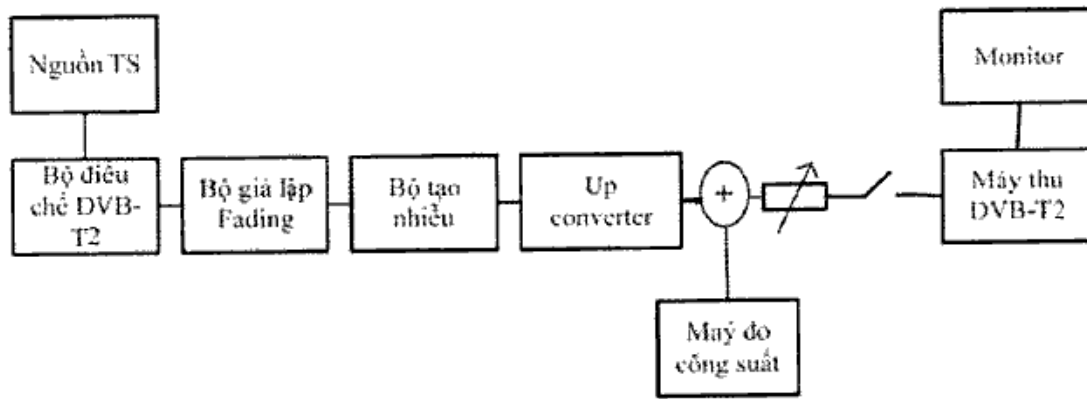 Nguồn TS
Monitor
Bộ điều
chế DVB-
T2
Bộ giả lập
Fading
Bộ tạo
nhiễu
Up
converter
+
Máy thu
DVB-T2
Maý đo
công suất